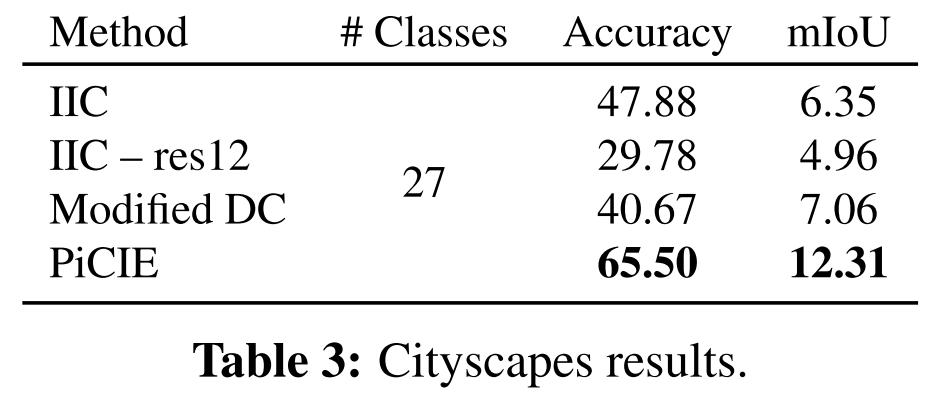 Method # Classes Accuracy mIoU
IIC 47.88 6.35
IIC – res12 29.78 4.96
27
Modified DC 40.67 7.06
PiCIE 65.50 12.31
Table 3: Cityscapes results.